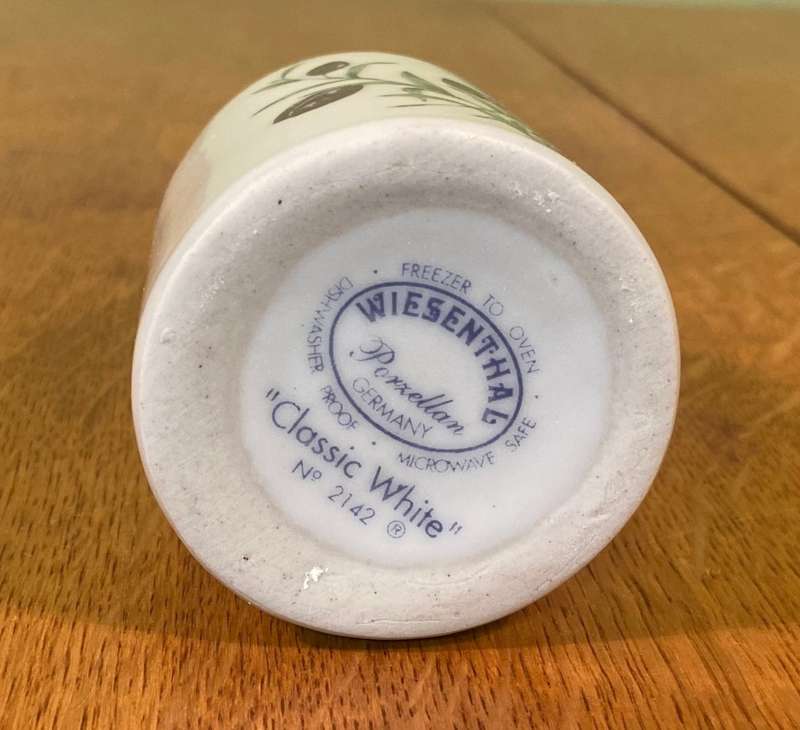 FREEZER TO OVEN · MICROWAVE SAFE · DISHWASHER PROOF ·
WIESENTHAL
Porzellan
GERMANY
"Classic White"
Nº 2142 ®